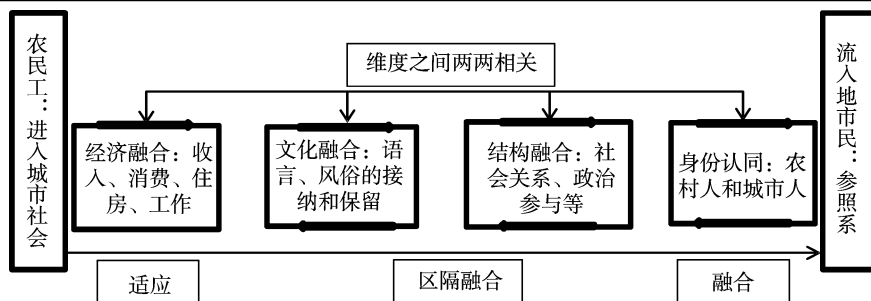 农民工：进入城市社会
维度之间两两相关
经济融合：收
入、消费、住
房、工作
文化融合：语
言、风俗的接
纳和保留
结构融合：社
会关系、政治
参与等
身份认同：农
村人和城市人
流入地市民：参照系
适应
区隔融合
融合